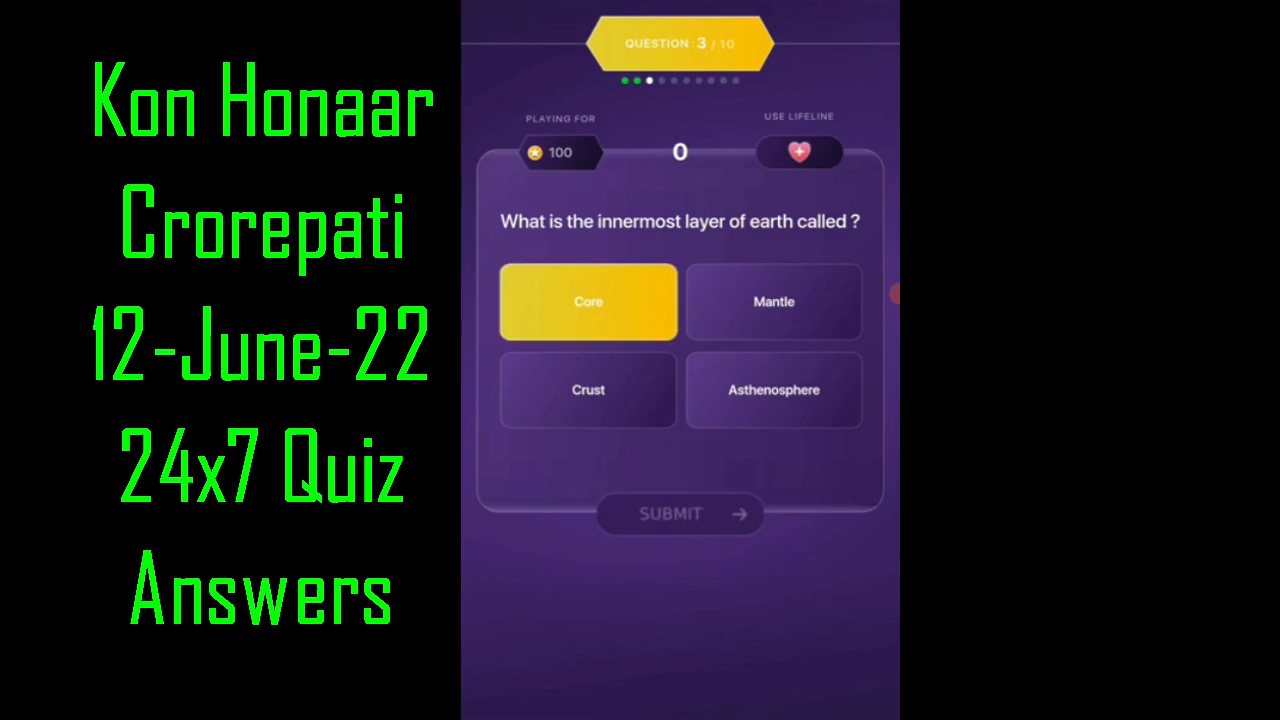 Kon Honaar
Crorepati
12-June-22
24x7 Quiz
Answers
QUESTION: 3 / 10
PLAYING FOR
USE LIFELINE
100
0
What is the innermost layer of earth called ?
Core
Mantle
Crust
Asthenosphere
SUBMIT →